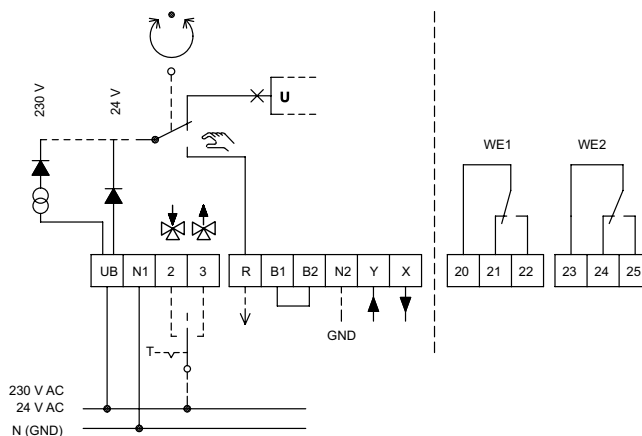 230 V
24 V
U
WE1
WE2
UB N1 2 3 R B1 B2 N2 Y X
20 21 22 23 24 25
GND
T
230 V AC
24 V AC
N (GND)